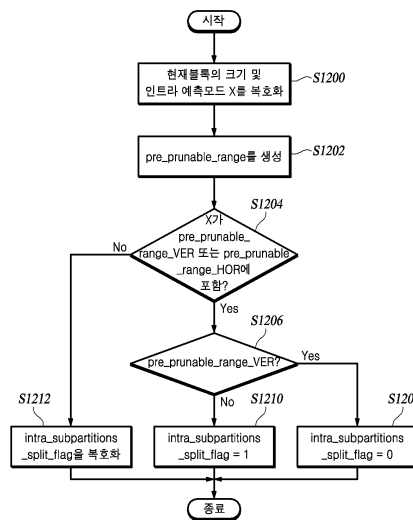 시작
현재블록의 크기 및
인트라 예측모드 X를 복호화
S1200
pre_prunable_range를 생성
S1202
S1204
X가
pre_prunable_
range_VER 또는 pre_prunable
_range_HOR에
포함?
No
Yes
S1206
pre_prunable_range_VER?
Yes
No
S1212
S1210
S120
intra_subpartitions
_split_flag을 복호화
intra_subpartitions
_split_flag = 1
intra_subpartitions
_split_flag = 0
종료